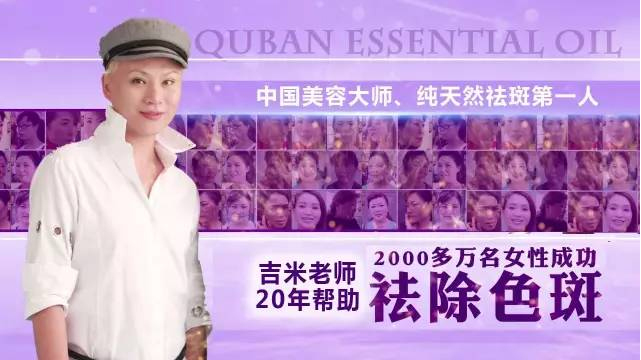 QUBAN ESSENTIAL OIL
中国美容大师、纯天然祛斑第一人
吉米老师
20年帮助
2000多万名女性成功
祛除色斑